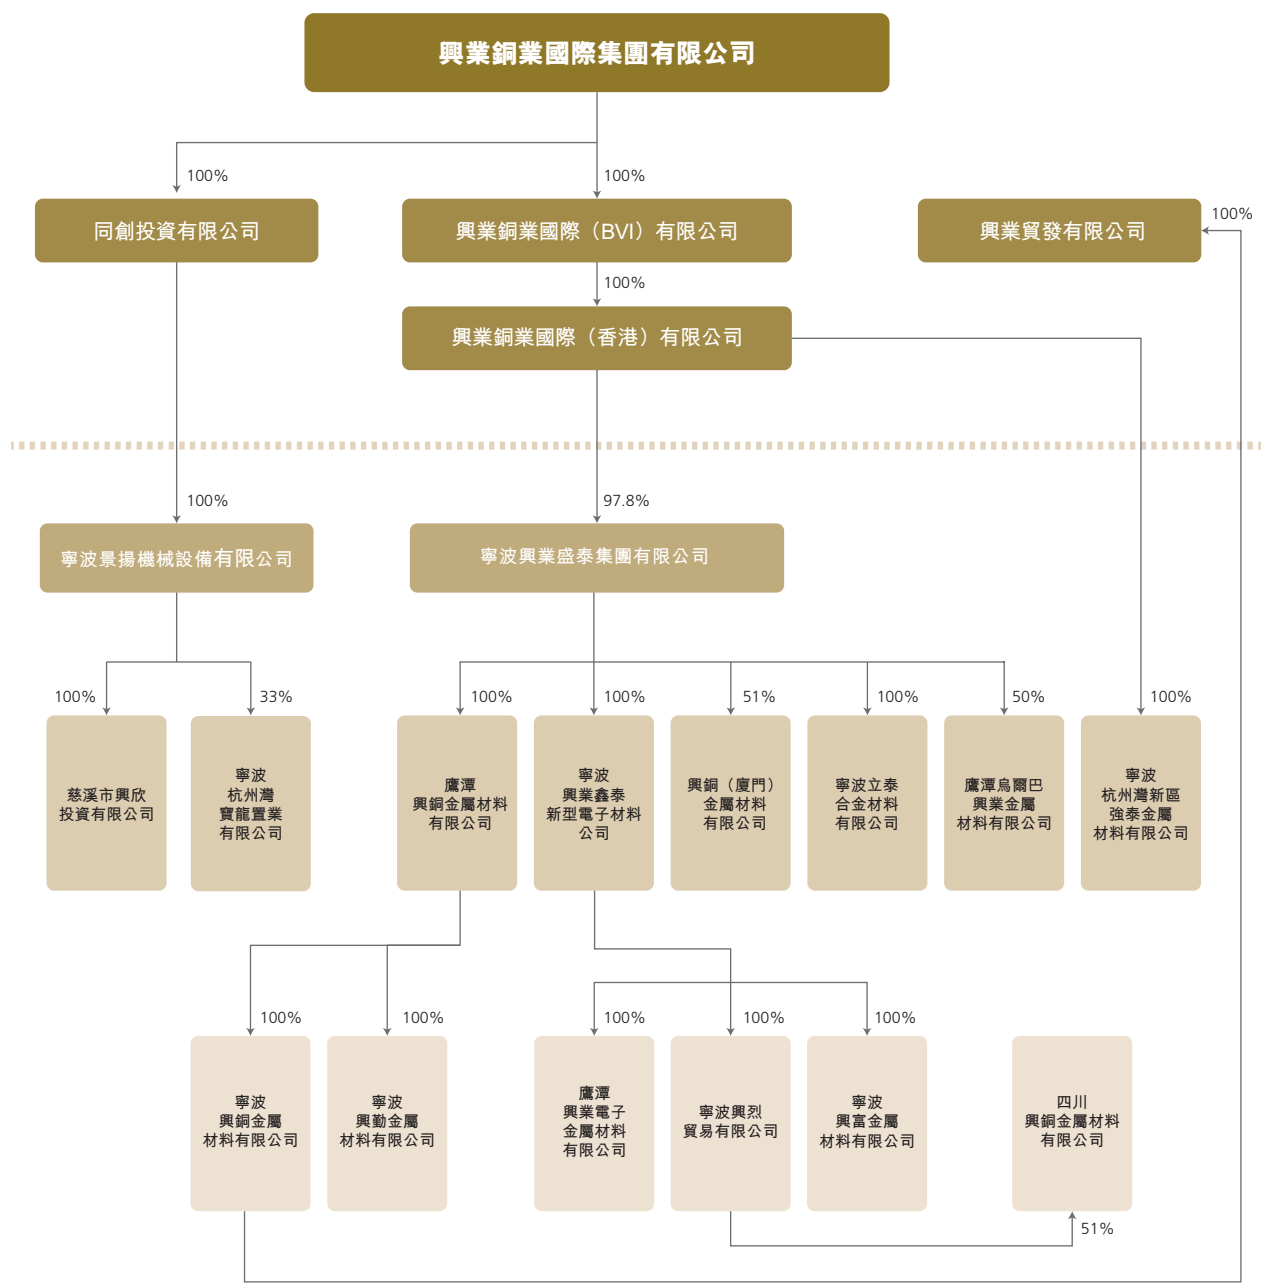 興業銅業國際集團有限公司
100%
100%
同創投資有限公司
興業銅業國際（BVI）有限公司
興業貿發有限公司
100%
100%
興業銅業國際（香港）有限公司
100%
97.8%
寧波景揚機械設備有限公司
寧波興業盛泰集團有限公司
100%
33%
100%
100%
51%
100%
50%
100%
慈溪市興欣
投資有限公司
寧波
杭州灣
寶龍置業
有限公司
鷹潭
興銅金屬材料
有限公司
寧波
興業鑫泰
新型電子材料
公司
興銅（廈門）
金屬材料
有限公司
寧波立泰
合金材料
有限公司
鷹潭烏爾巴
興業金屬
材料有限公司
寧波
杭州灣新區
強泰金屬
材料有限公司
100%
100%
100%
100%
100%
寧波
興銅金屬
材料有限公司
寧波
興勤金屬
材料有限公司
鷹潭
興業電子
金屬材料
有限公司
寧波興烈
貿易有限公司
寧波
興富金屬
材料有限公司
四川
興銅金屬材料
有限公司
51%